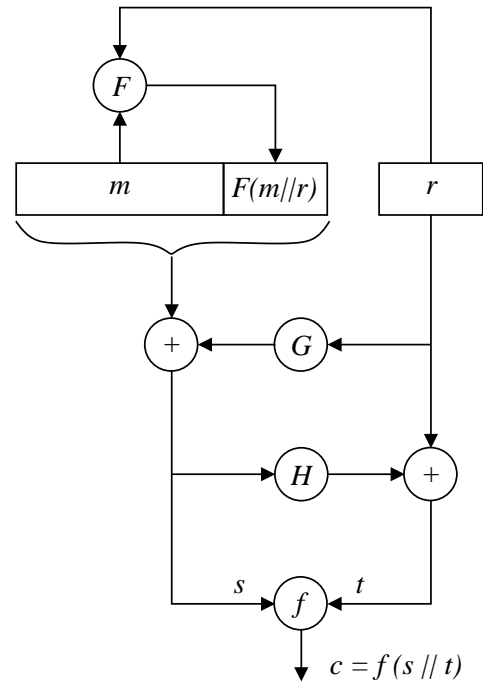 F
m F(m//r) r
+ G
H +
s f t
c = f(s // t)